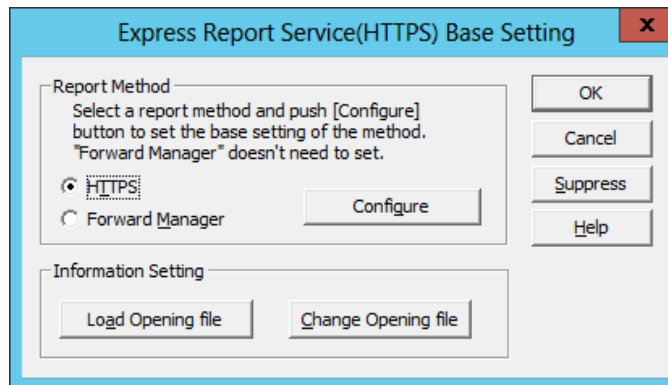 Express Report Service(HTTPS) Base Setting
x
Report Method
Select a report method and push [Configure]
button to set the base setting of the method.
"Forward Manager" doesn't need to set.
HTTPS
Forward Manager
Configure
OK
Cancel
Suppress
Help
Information Setting
Load Opening file
Change Opening file